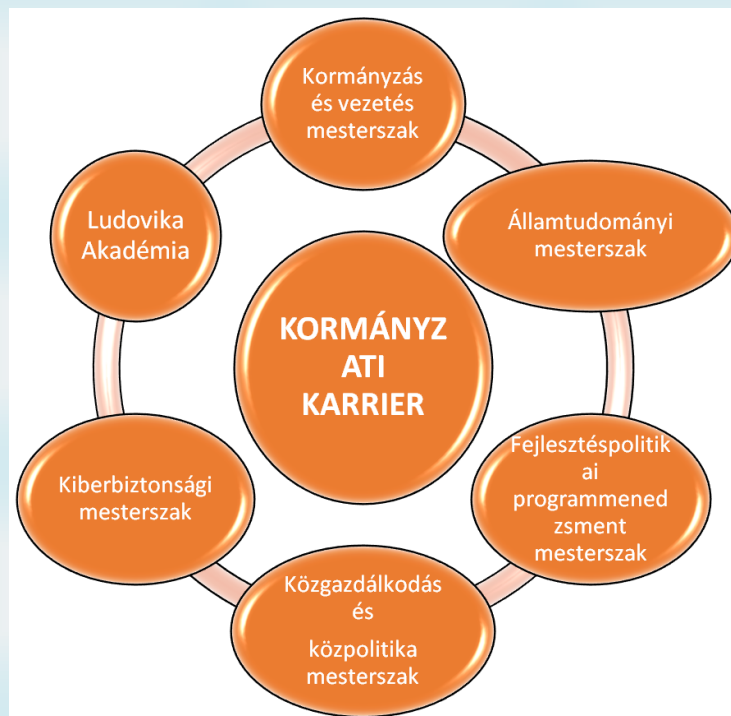 Kormányzás
és vezetés
mesterszak
Államtudományi
mesterszak
Fejlesztéspolitik
ai
programmened
zsment
mesterszak
Közgazdálkodás
és
közpolitika
mesterszak
Kiberbiztonsági
mesterszak
Ludovika
Akadémia
KORMÁNYZ
ATI
KARRIER